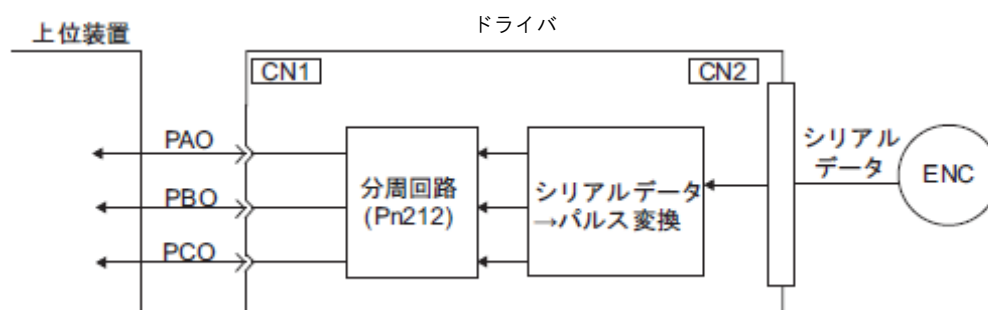 ドライバ
上位装置
CN1
CN2
PAO
PBO
PCO
分周回路
(Pn212)
シリアルデータ
→パルス変換
シリアル
データ
ENC